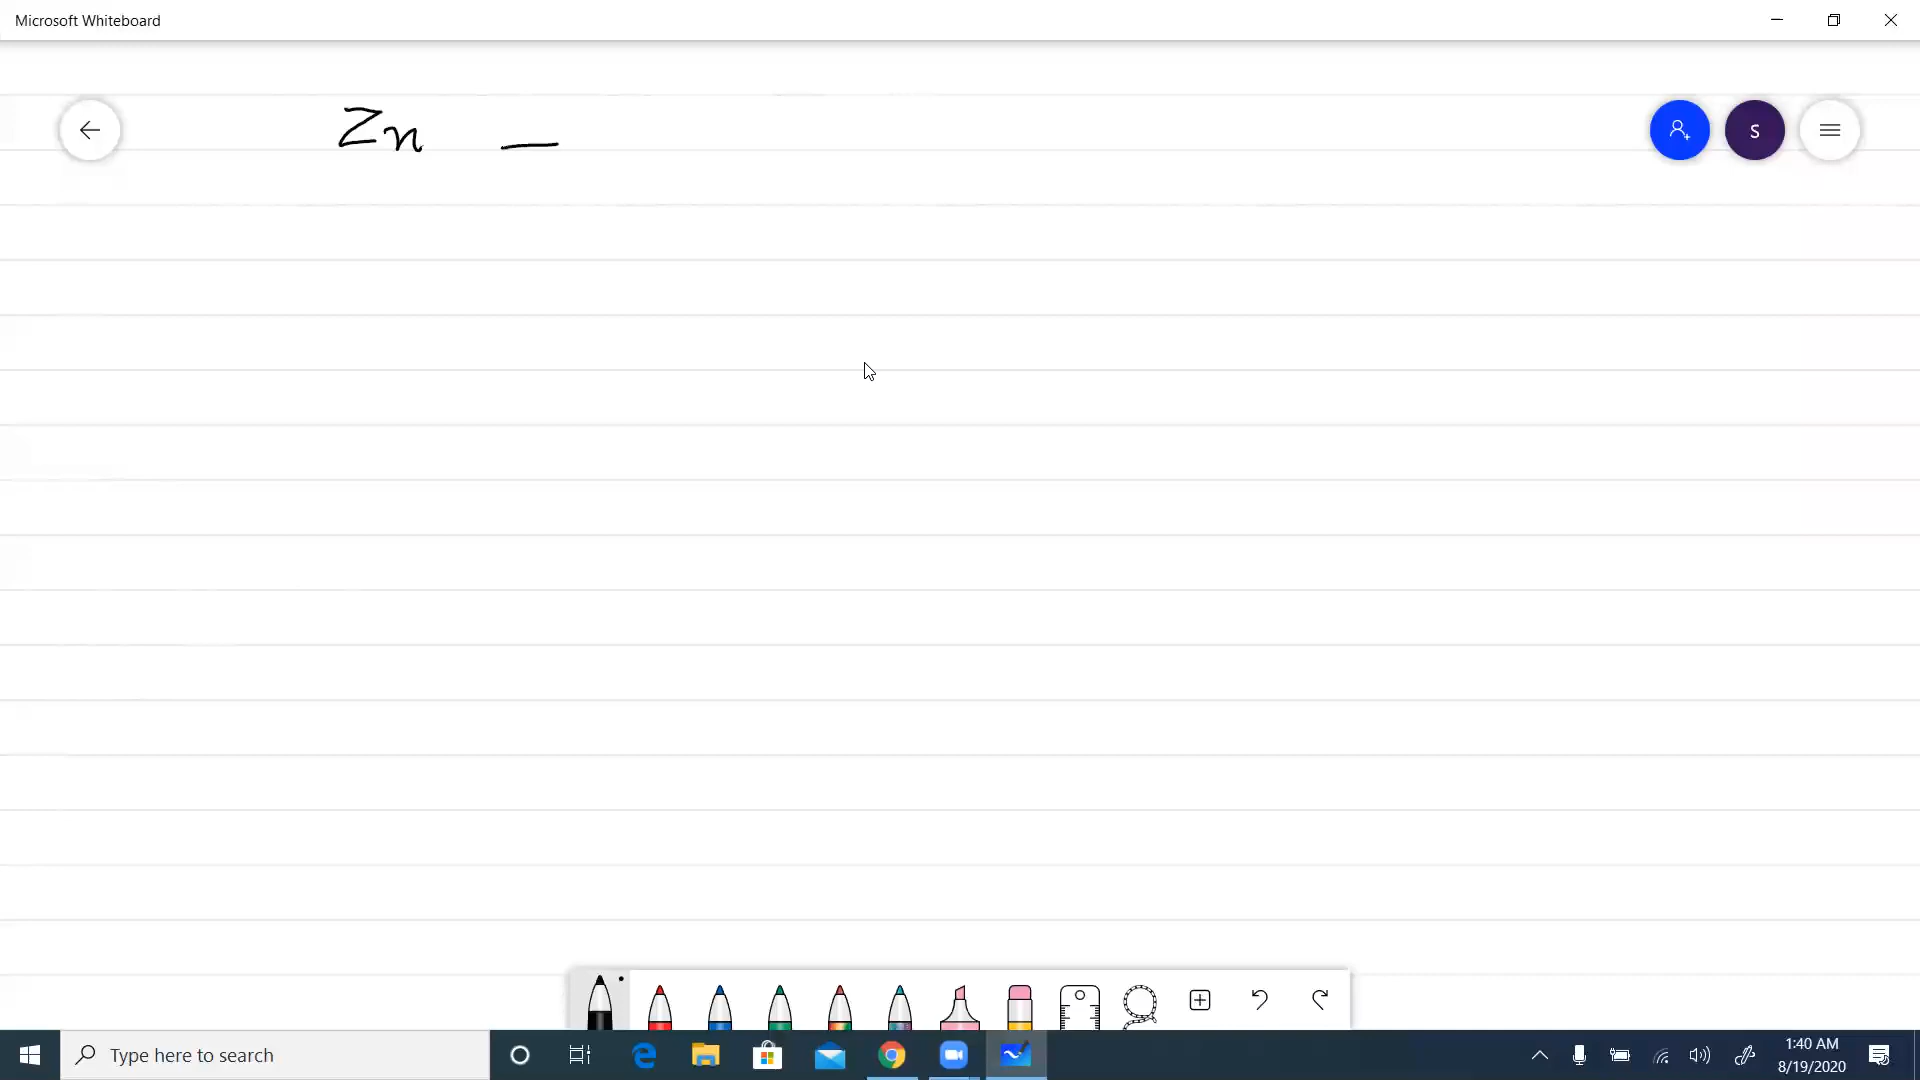 Microsoft Whiteboard
Zn —
S
Type here to search
1:40 AM
8/19/2020